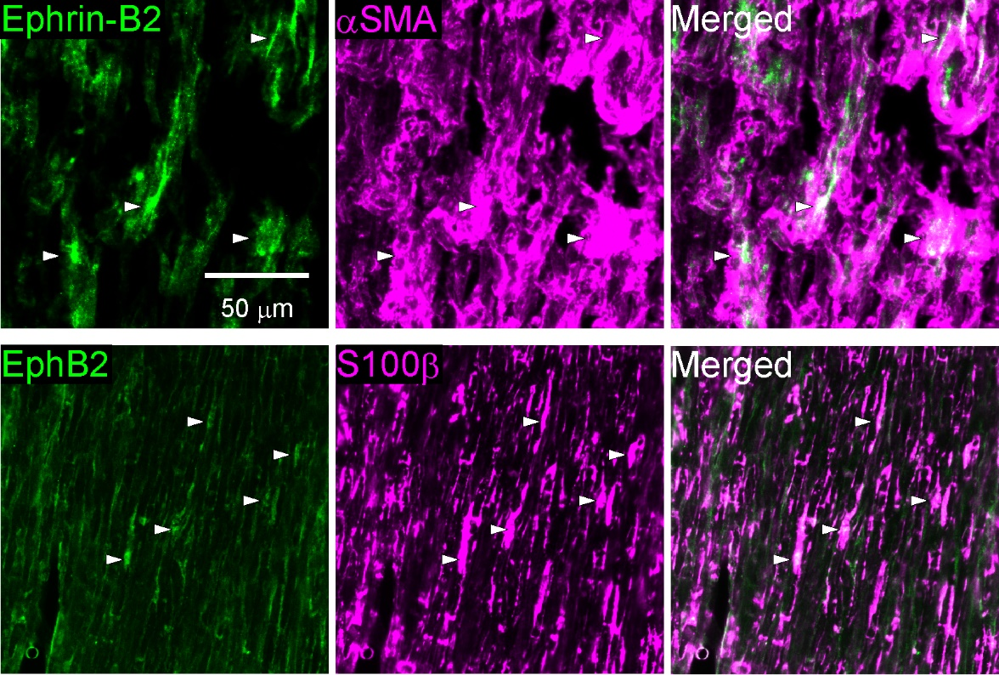 Ephrin-B2
αSMA
Merged
50 μm
EphB2
S100β
Merged